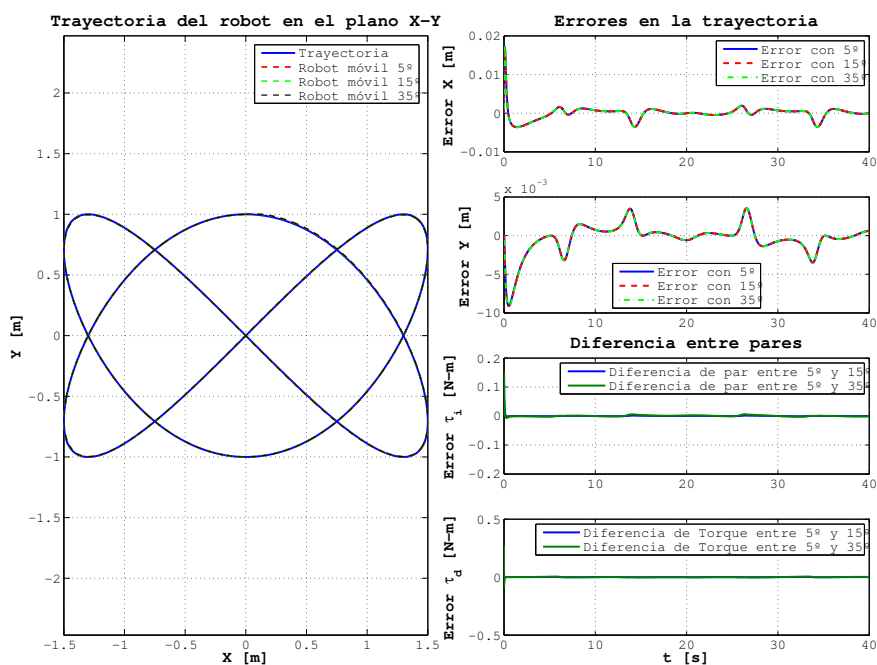 Trayectoria del robot en el plano X−Y
Trayectoria
Robot móvil 5º
Robot móvil 15º
Robot móvil 35º
2
1.5
1
0.5
0
−0.5
−1
−1.5
−2
Y [m]
−1.5
−1
−0.5
0
0.5
1
1.5
X [m]
Errores en la trayectoria
Error con 5º
Error con 15º
Error con 35º
0.02
0.01
0
−0.01
Error X [m]
0
10
20
30
40
x 10−3
5
0
−5
−10
Error Y [m]
Error con 5º
Error con 15º
Error con 35º
0
10
20
30
40
Diferencia entre pares
Diferencia de par entre 5º y 15º
Diferencia de par entre 5º y 35º
0.2
0.1
0
−0.1
−0.2
Error τi [N−m]
0
10
20
30
40
Diferencia de Torque entre 5º y 15º
Diferencia de Torque entre 5º y 35º
0.5
0
−0.5
Error τd [N−m]
0
10
20
30
40
t [s]